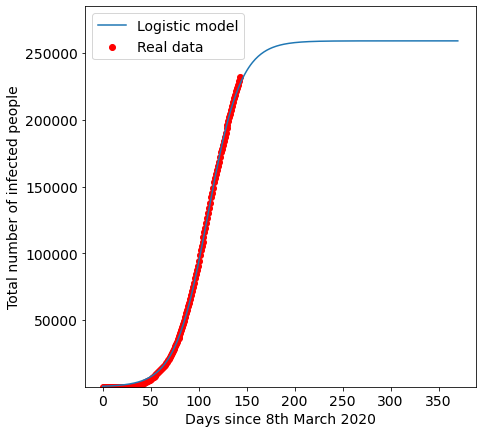 Logistic model
Real data
Total number of infected people
250000
200000
150000
100000
50000
0 50 100 150 200 250 300 350
Days since 8th March 2020